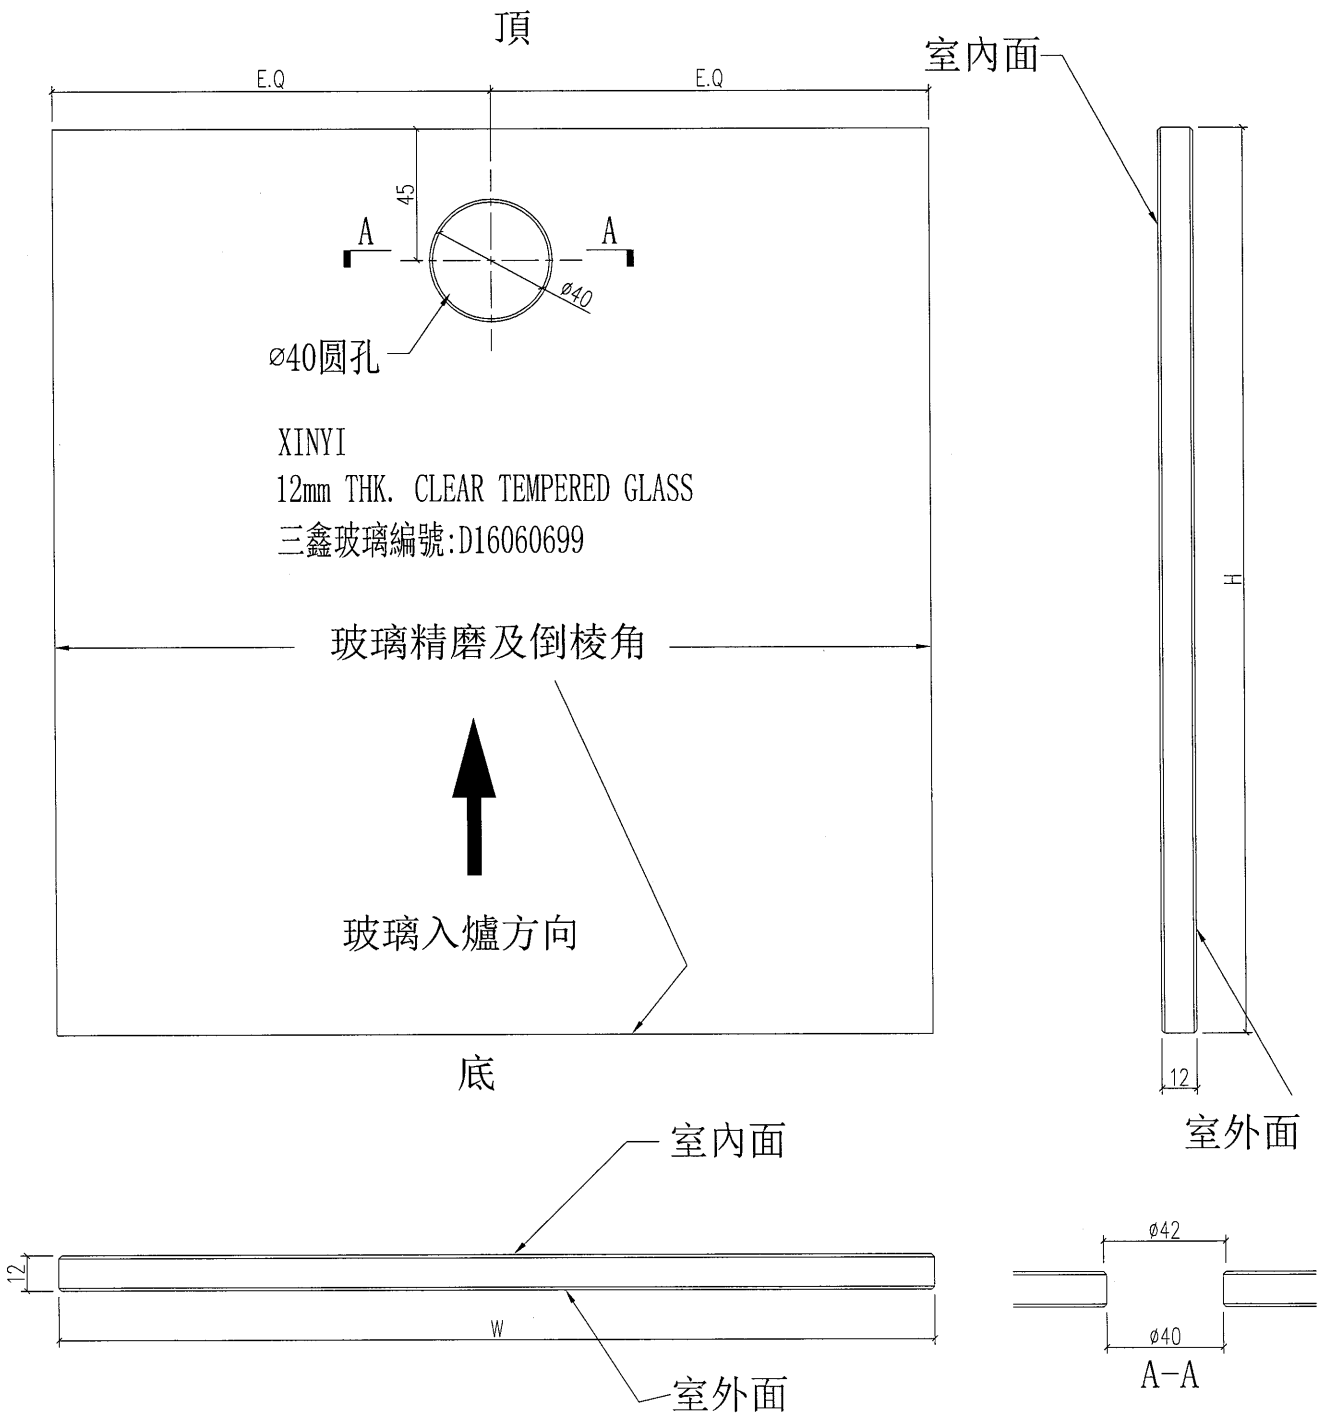 頂
E.Q
E.Q
室內面
45
A
A
ø40
ø40圆孔
XINYI
12mm THK. CLEAR TEMPERED GLASS
三鑫玻璃編號:D16060699
H
玻璃精磨及倒棱角
玻璃入爐方向
底
12
室外面
室內面
12
W
室外面
ø42
ø40
A-A